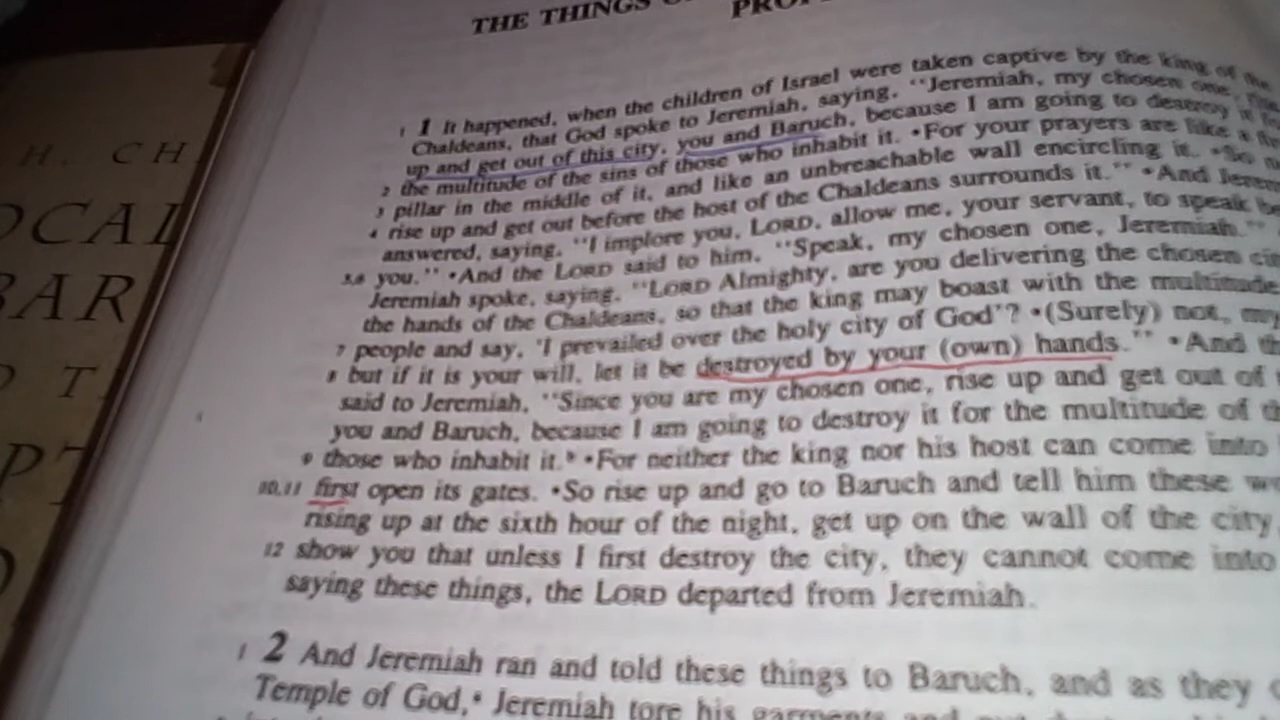 H. CH
OCAL
BAR
D T
PT
THE THINGS
1 1 It happened, when the children of Israel were taken captive by the king of the
Chaldeans, that God spoke to Jeremiah, saying, "Jeremiah, my chosen one,
up and get out of this city, you and Baruch, because I am going to destroy it
2 the multitude of the sins of those who inhabit it. •For your prayers are like a
3 pillar in the middle of it, and like an unbreachable wall encircling it. •So
4 rise up and get out before the host of the Chaldeans surrounds it." •And
answered, saying, "I implore you, LORD, allow me, your servant, to speak
5,6 you." •And the LORD said to him, "Speak, my chosen one, Jeremiah."
Jeremiah spoke, saying, "LORD Almighty, are you delivering the chosen
the hands of the Chaldeans, so that the king may boast with the multitude
7 people and say, 'I prevailed over the holy city of God'? •(Surely) not, my
8 but if it is your will, let it be destroyed by your (own) hands." •And
said to Jeremiah, "Since you are my chosen one, rise up and get out of
you and Baruch, because I am going to destroy it for the multitude of
9 those who inhabit it. •For neither the king nor his host can come into
10,11 first open its gates. •So rise up and go to Baruch and tell him these
rising up at the sixth hour of the night, get up on the wall of the city
12 show you that unless I first destroy the city, they cannot come into
saying these things, the LORD departed from Jeremiah.
1 2 And Jeremiah ran and told these things to Baruch, and as they
Temple of God,• Jeremiah tore his garments and